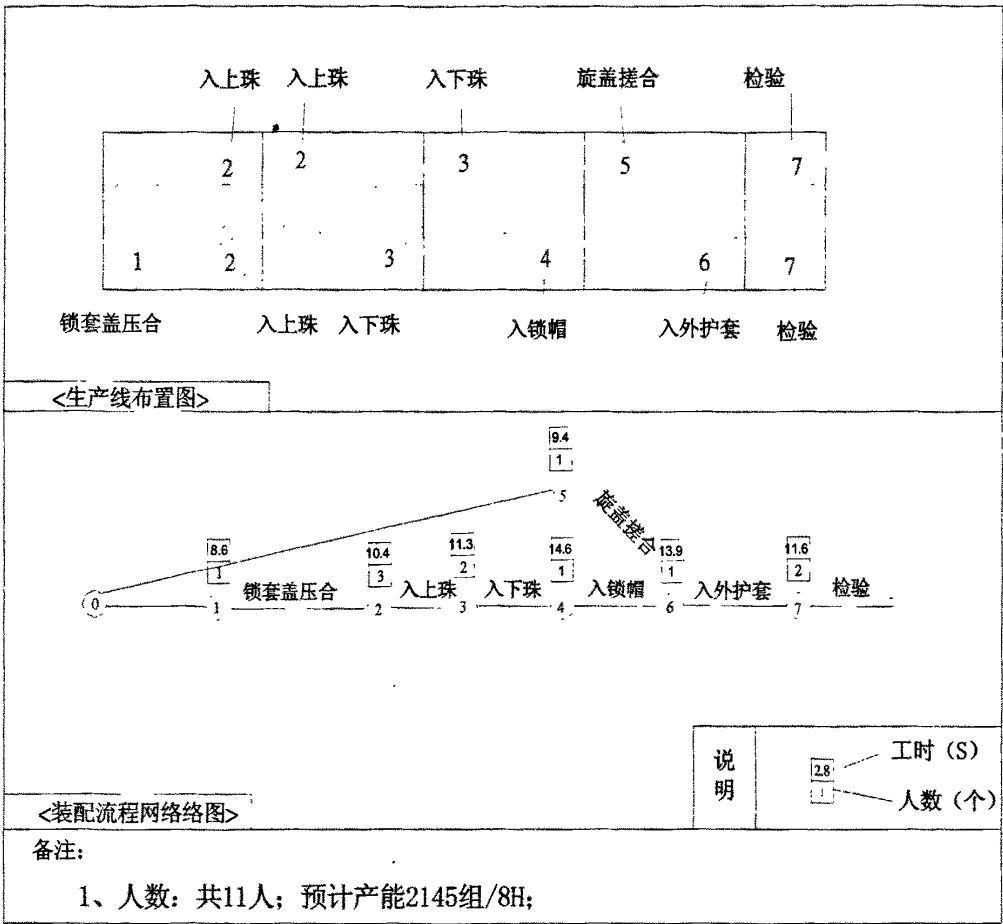 入上珠 入上珠 入下珠 旋盖搓合 检验
2 2 3 5 7
1 2 3 4 6 7
锁套盖压合 入上珠 入下珠 入锁帽 入外护套 检验
<生产线布置图>
9.4
1
5
旋盖搓合
8.6 10.4 11.3 14.6 13.9 11.6
1 3 2 1 1 2
锁套盖压合 入上珠 入下珠 入锁帽 入外护套 检验
0 1 2 3 4 6 7
说明
2.8 工时（S）
1 人数（个）
<装配流程网络络图>
备注：
1、人数：共11人；预计产能2145组/8H；